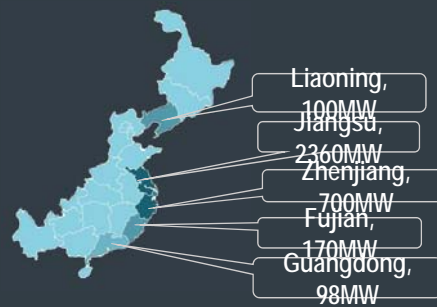 Liaoning,
100MW
Jiangsu,
2360MW
Zhenjiang,
700MW
Fujian,
170MW
Guangdong,
98MW